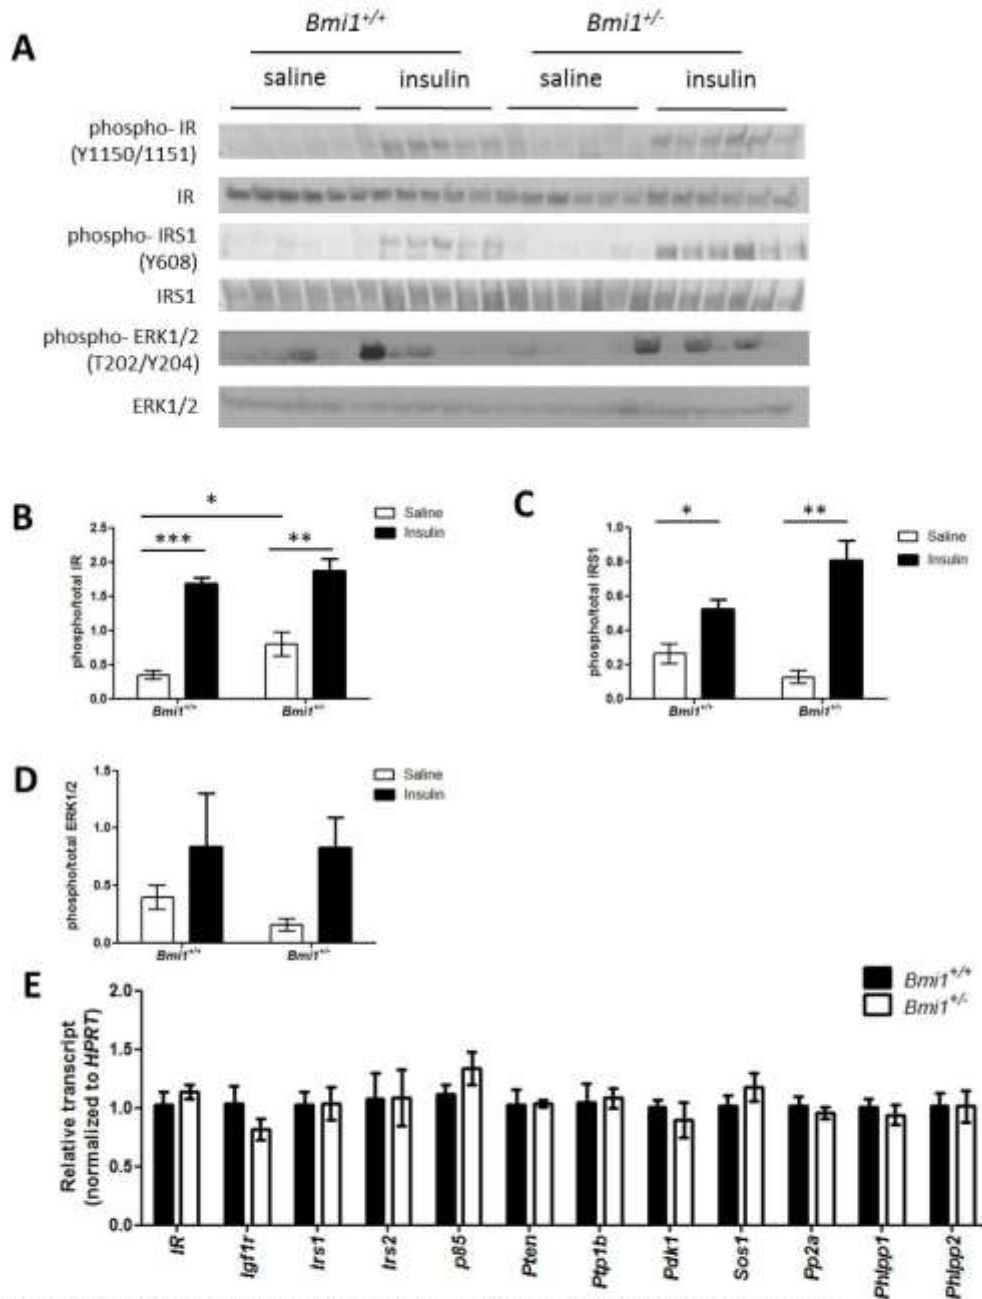 A
Bmi1+/+ Bmi1+/-
saline insulin saline insulin
phospho- IR
(Y1150/1151)
IR
phospho- IRS1
(Y608)
IRS1
phospho- ERK1/2
(T202/Y204)
ERK1/2
B
phospho/total IR
2.5
2.0
1.5
1.0
0.5
0.0
*
*** **
Saline
Insulin
Bmi1+/+ Bmi1+/-
C
phospho/total IRS1
1.0
0.8
0.6
0.4
0.2
0.0
* **
Saline
Insulin
Bmi1+/+ Bmi1+/-
D
phospho/total ERK1/2
1.5
1.0
0.5
0.0
Saline
Insulin
Bmi1+/+ Bmi1+/-
E
Relative transcript
(normalized to HPRT)
2.0
1.5
1.0
0.5
0.0
Bmi1+/+
Bmi1+/-
IR Igf1r Irs1 Irs2 p85 Pten Ptp1b Pdk1 Sos1 Pp2a Phlpp1 Phlpp2